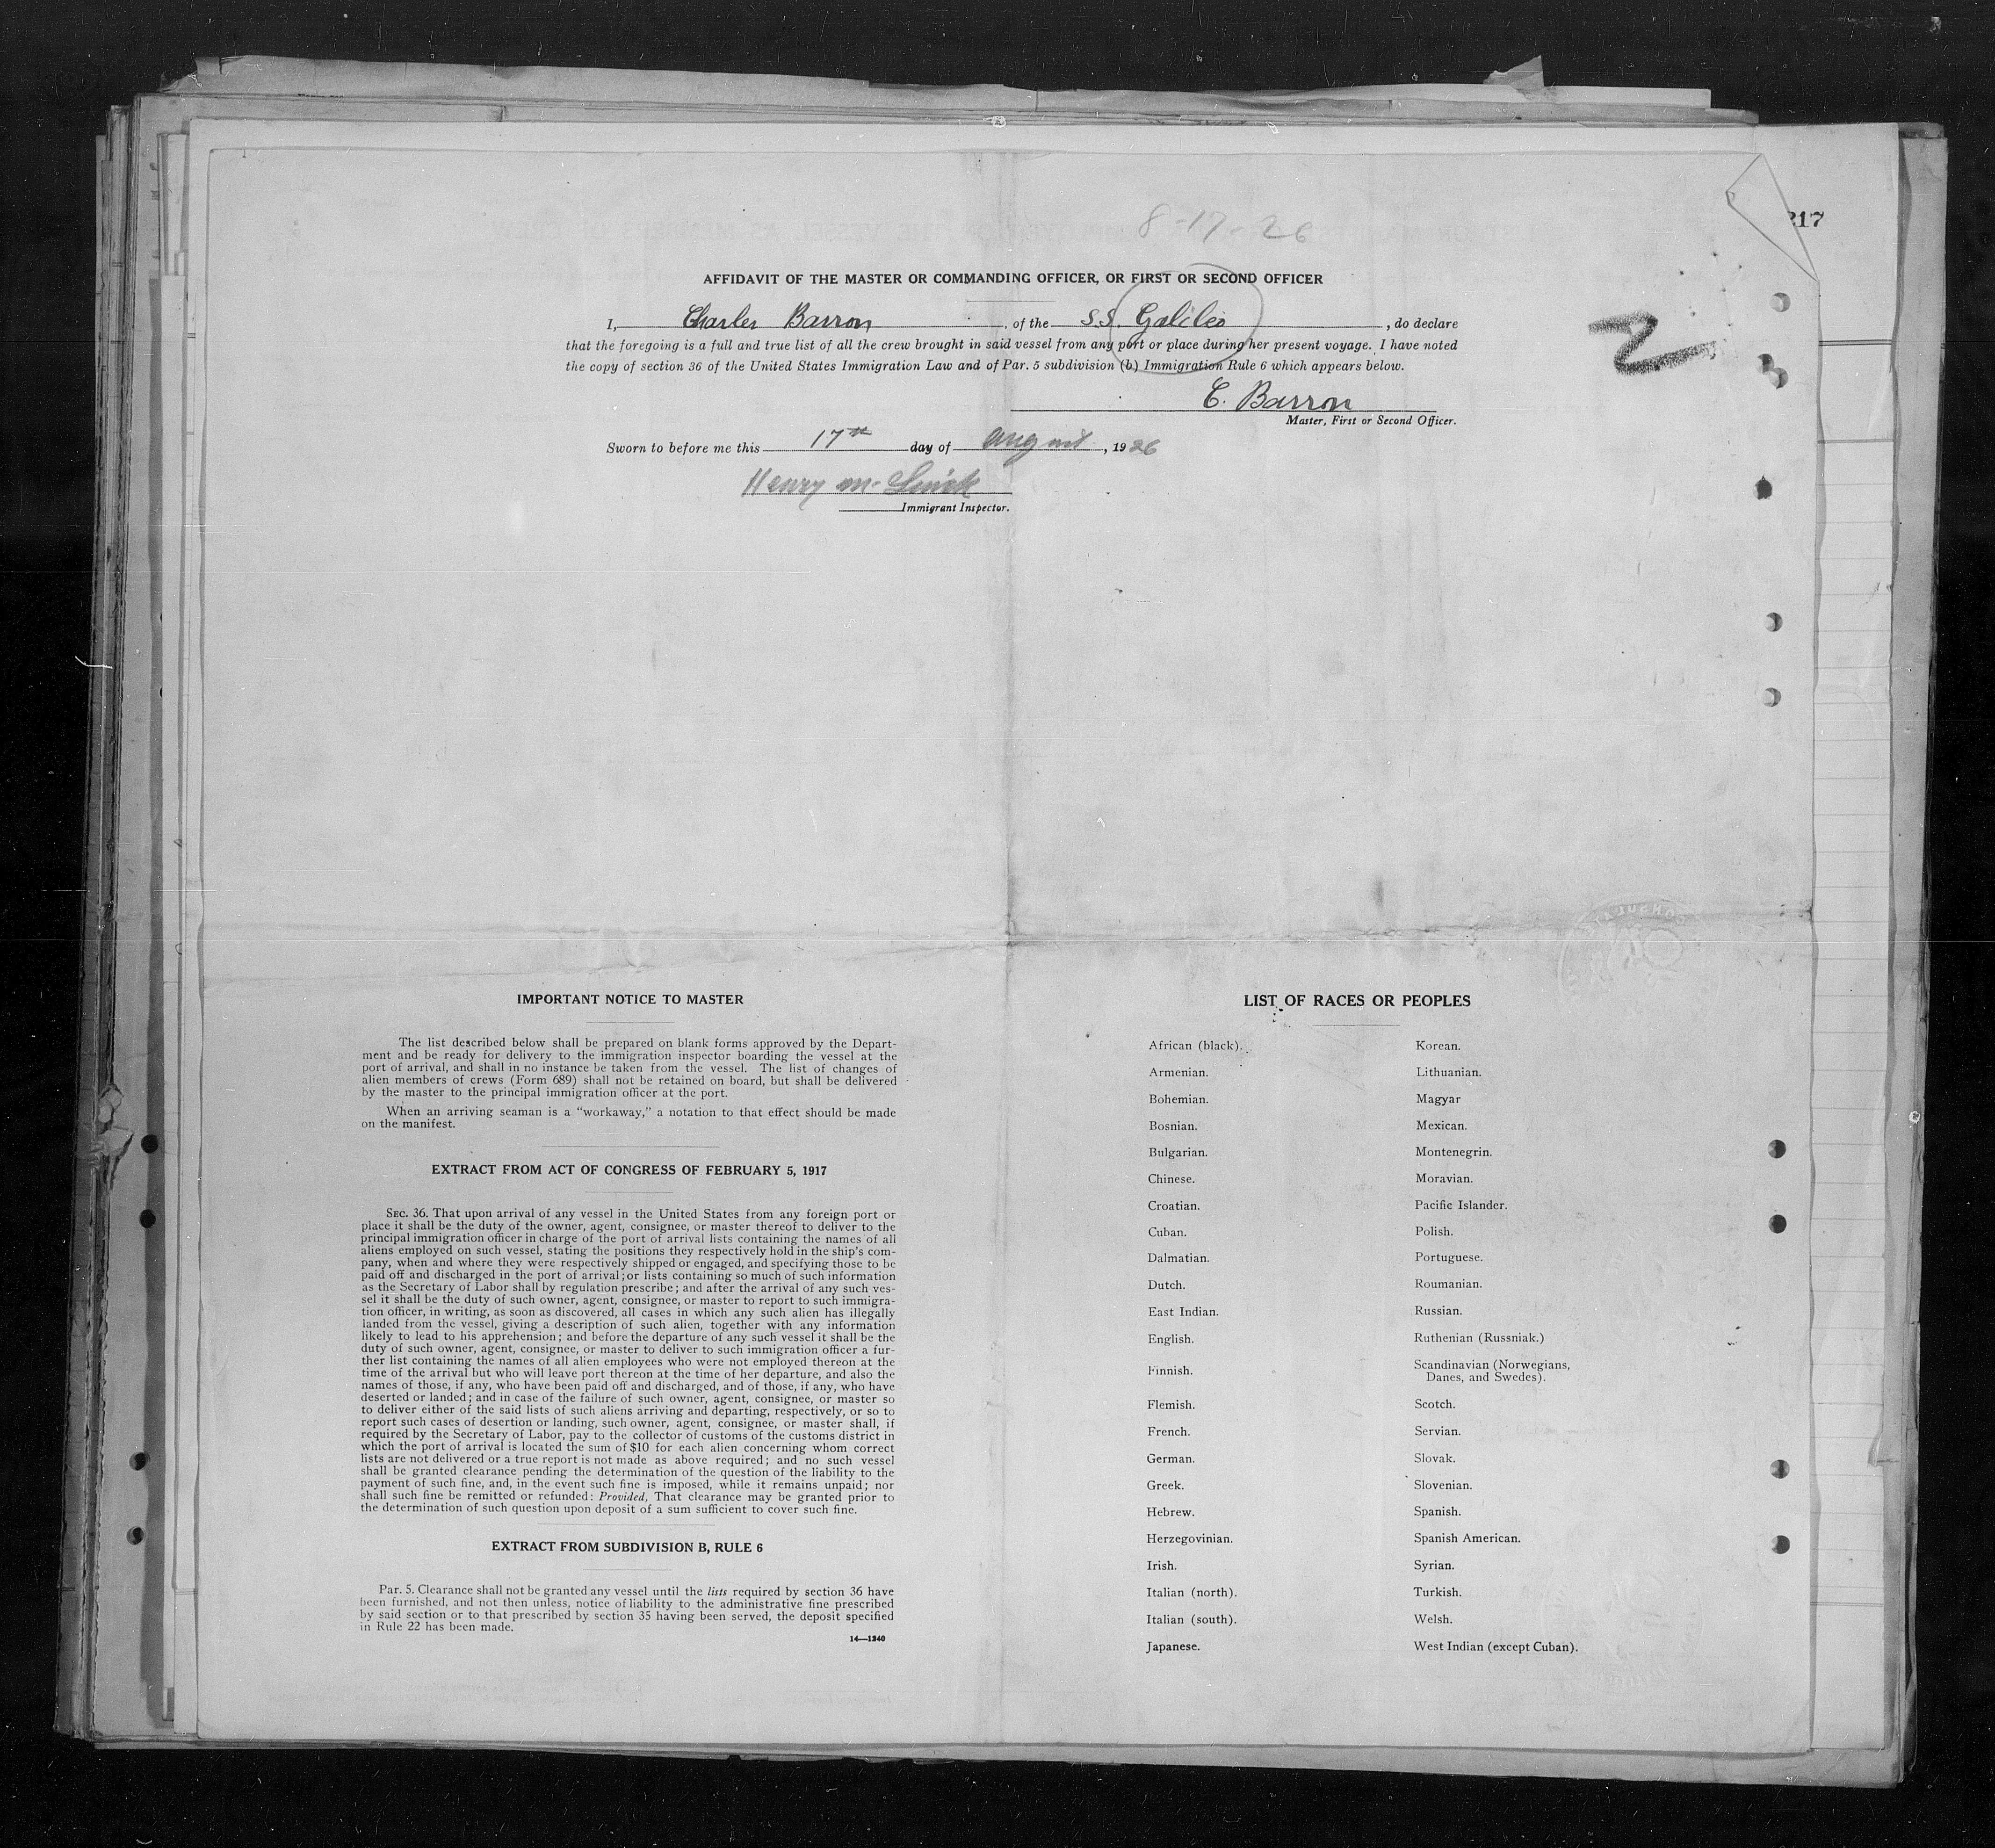 8-17-26
217
AFFIDAVIT OF THE MASTER OR COMMANDING OFFICER, OR FIRST OR SECOND OFFICER
I, Charles Barron, of the S.S. Galileo, do declare
that the foregoing is a full and true list of all the crew brought in said vessel from any port or place during her present voyage. I have noted
the copy of section 36 of the United States Immigration Law and of Par. 5 subdivision (b) Immigration Rule 6 which appears below.
2
C. Barron
Master, First or Second Officer.
Sworn to before me this 17th day of August, 1926
Henry M.
Immigrant Inspector.
IMPORTANT NOTICE TO MASTER
The list described below shall be prepared on blank forms approved by the Depart-
ment and be ready for delivery to the immigration inspector boarding the vessel at the
port of arrival, and shall in no instance be taken from the vessel. The list of changes of
alien members of crews (Form 689) shall not be retained on board, but shall be delivered
by the master to the principal immigration officer at the port.
When an arriving seaman is a “workaway,” a notation to that effect should be made
on the manifest.
EXTRACT FROM ACT OF CONGRESS OF FEBRUARY 5, 1917
SEC. 36. That upon arrival of any vessel in the United States from any foreign port or
place it shall be the duty of the owner, agent, consignee, or master thereof to deliver to the
principal immigration officer in charge of the port of arrival lists containing the names of all
aliens employed on such vessel, stating the positions they respectively hold in the ship's com-
pany, when and where they were respectively shipped or engaged, and specifying those to be
paid off and discharged in the port of arrival; or lists containing so much of such information
as the Secretary of Labor shall by regulation prescribe; and after the arrival of any such ves-
sel it shall be the duty of such owner, agent, consignee, or master to report to such immigra-
tion officer, in writing, as soon as discovered, all cases in which any such alien has illegally
landed from the vessel, giving a description of such alien, together with any information
likely to lead to his apprehension; and before the departure of any such vessel it shall be the
duty of such owner, agent, consignee, or master to deliver to such immigration officer a fur-
ther list containing the names of all alien employees who were not employed thereon at the
time of the arrival but who will leave port thereon at the time of her departure, and also the
names of those, if any, who have been paid off and discharged, and of those, if any, who have
deserted or landed; and in case of the failure of such owner, agent, consignee, or master so
to deliver either of the said lists of such aliens arriving and departing, respectively, or so to
report such cases of desertion or landing, such owner, agent, consignee, or master shall, if
required by the Secretary of Labor, pay to the collector of customs of the customs district in
which the port of arrival is located the sum of $10 for each alien concerning whom correct
lists are not delivered or a true report is not made as above required; and no such vessel
shall be granted clearance pending the determination of the question of the liability to the
payment of such fine, and, in the event such fine is imposed, while it remains unpaid; nor
shall such fine be remitted or refunded: Provided, That clearance may be granted prior to
the determination of such question upon deposit of a sum sufficient to cover such fine.
EXTRACT FROM SUBDIVISION B, RULE 6
Par. 5. Clearance shall not be granted any vessel until the lists required by section 36 have
been furnished, and not then unless, notice of liability to the administrative fine prescribed
by said section or to that prescribed by section 35 having been served, the deposit specified
in Rule 22 has been made.
14—1240
LIST OF RACES OR PEOPLES
African (black).
Armenian.
Bohemian.
Bosnian.
Bulgarian.
Chinese.
Croatian.
Cuban.
Dalmatian.
Dutch.
East Indian.
English.
Finnish.
Flemish.
French.
German.
Greek.
Hebrew.
Herzegovinian.
Irish.
Italian (north).
Italian (south).
Japanese.
Korean.
Lithuanian.
Magyar
Mexican.
Montenegrin.
Moravian.
Pacific Islander.
Polish.
Portuguese.
Roumanian.
Russian.
Ruthenian (Russniak.)
Scandinavian (Norwegians,
Danes, and Swedes).
Scotch.
Servian.
Slovak.
Slovenian.
Spanish.
Spanish American.
Syrian.
Turkish.
Welsh.
West Indian (except Cuban).